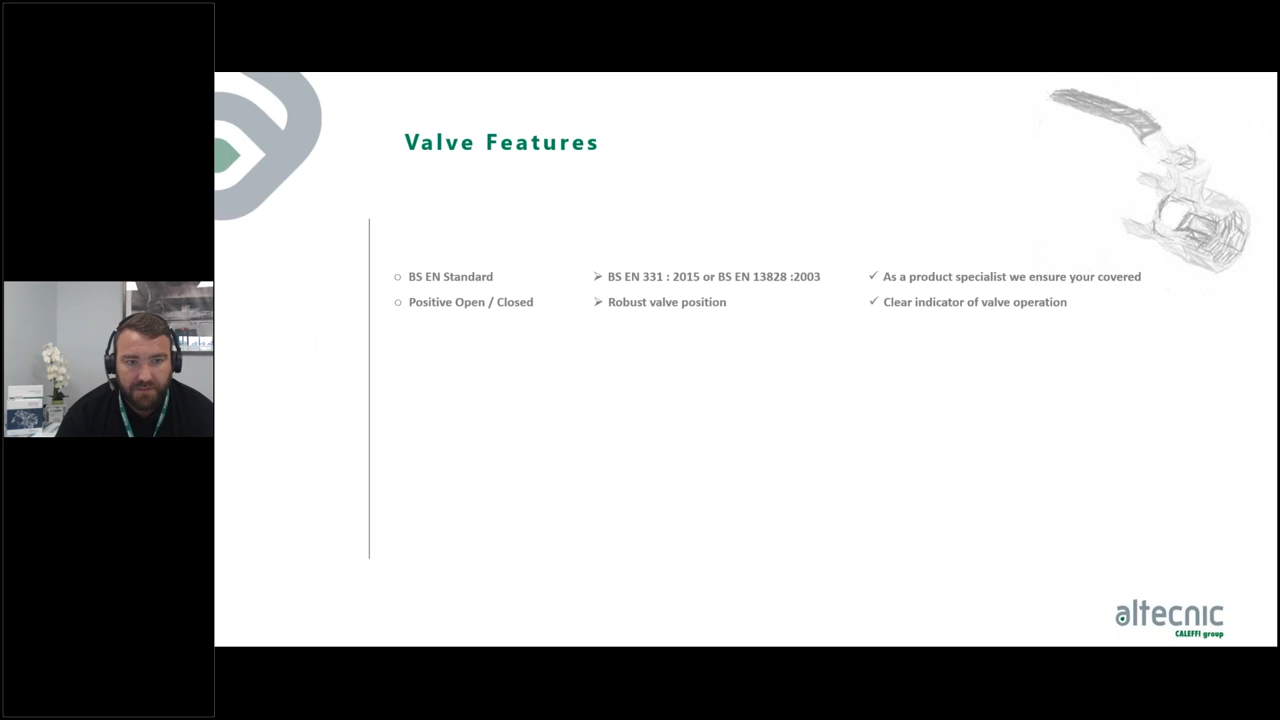 Valve Features
BS EN Standard
BS EN 331 : 2015 or BS EN 13828 :2003
As a product specialist we ensure your covered
Positive Open / Closed
Robust valve position
Clear indicator of valve operation
altecnic
CALEFFI group